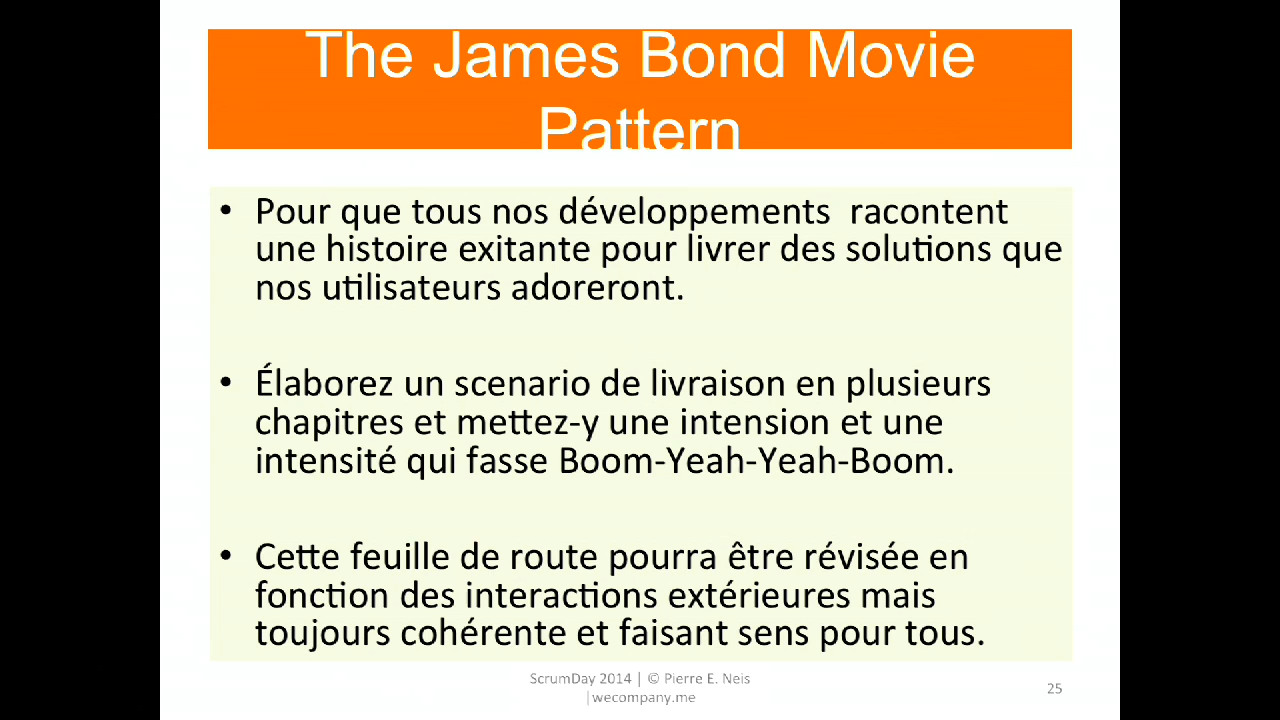 The James Bond Movie
Pattern
• Pour que tous nos développements  racontent
une histoire exitante pour livrer des solutions que
nos utilisateurs adoreront.
• Élaborez un scenario de livraison en plusieurs
chapitres et mettez-y une intension et une
intensité qui fasse Boom-Yeah-Yeah-Boom.
• Cette feuille de route pourra être révisée en
fonction des interactions extérieures mais
toujours cohérente et faisant sens pour tous.
ScrumDay 2014 | © Pierre E. Neis
|wecompany.me
25